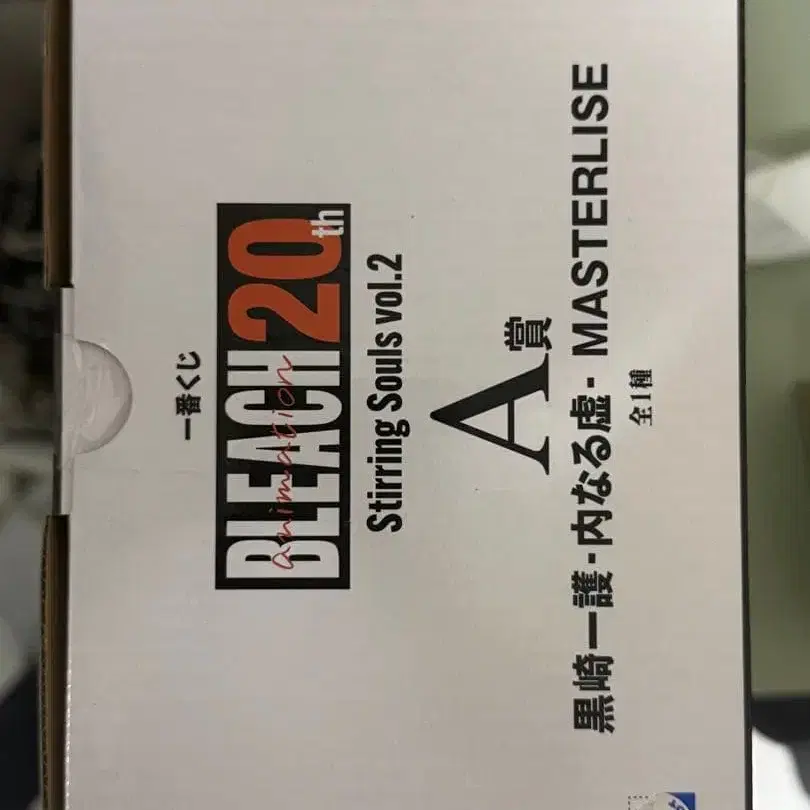 一番くじ
BLEACH 20th
animation
Stirring Souls vol.2
A賞
黒崎一護・内なる虚・ MASTERLISE
全1種